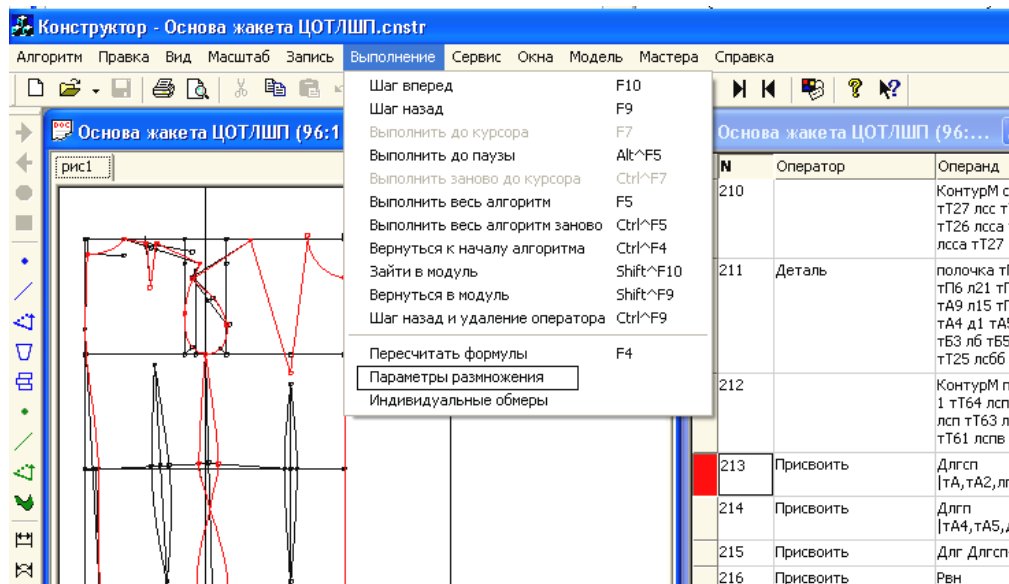 Конструктор - Основа жакета ЦОТЛШП.cnstr
Алгоритм Правка Вид Масштаб Запись Выполнение Сервис Окна Модель Мастера Справка
Основа жакета ЦОТЛШП (96:1
рис1
Шаг вперед F10
Шаг назад F9
Выполнить до курсора F7
Выполнить до паузы Alt^F5
Выполнить заново до курсора Ctrl^F7
Выполнить весь алгоритм F5
Выполнить весь алгоритм заново Ctrl^F5
Вернуться к началу алгоритма Ctrl^F4
Зайти в модуль Shift^F10
Вернуться в модуль Shift^F9
Шаг назад и удаление оператора Ctrl^F9
Пересчитать формулы F4
Параметры размножения
Индивидуальные обмеры
Основа жакета ЦОТЛШП (96:...
N Оператор Операнд
210 КонтурМ с
тТ27 лсс т
тТ26 лсса
лсса тТ27
211 Деталь полочка
тП6 л21
тА9 л15
тА4 д1 тА5
тБ3 лб тБ5
тТ25 лсбб
212 КонтурМ
1 тТ64 лсп
лсп тТ63
тТ61 лспв
213 Присвоить Длгсп
|тА,тА2,
214 Присвоить Длгп
|тА4,тА5,
215 Присвоить Длг Длгсп
216 Присвоить Рвн